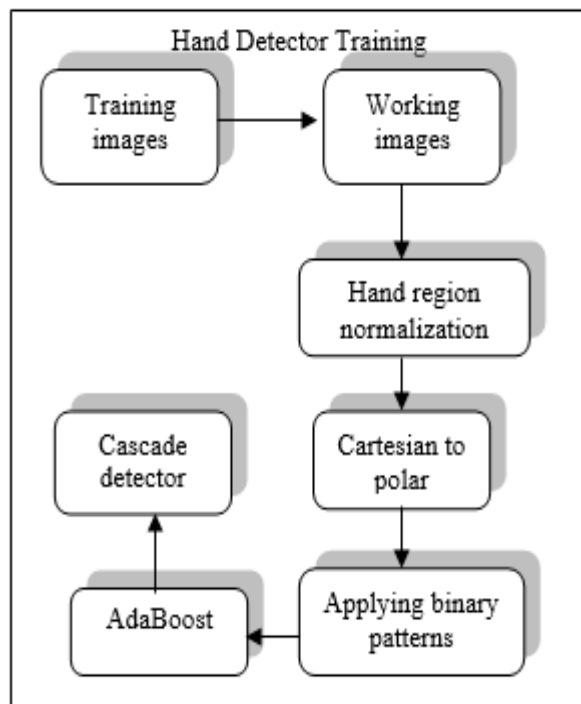 Hand Detector Training
Training
images
Working
images
Hand region
normalization
Cartesian to
polar
Applying binary
patterns
AdaBoost
Cascade
detector